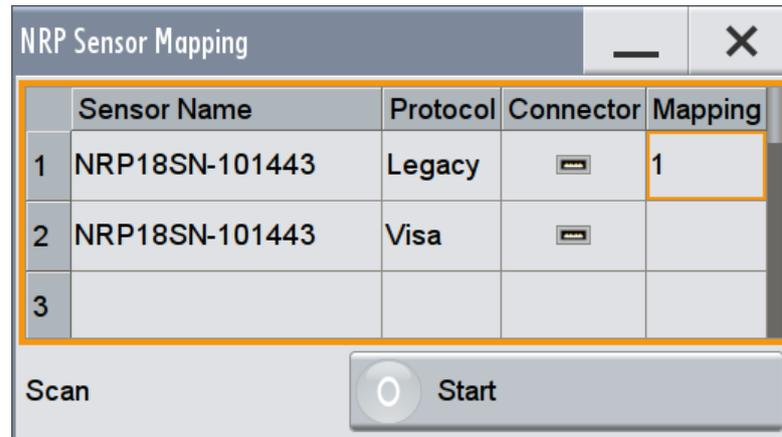 NRP Sensor Mapping
Sensor Name Protocol Connector Mapping
1 NRP18SN-101443 Legacy 1
2 NRP18SN-101443 Visa
3
Scan 0 Start